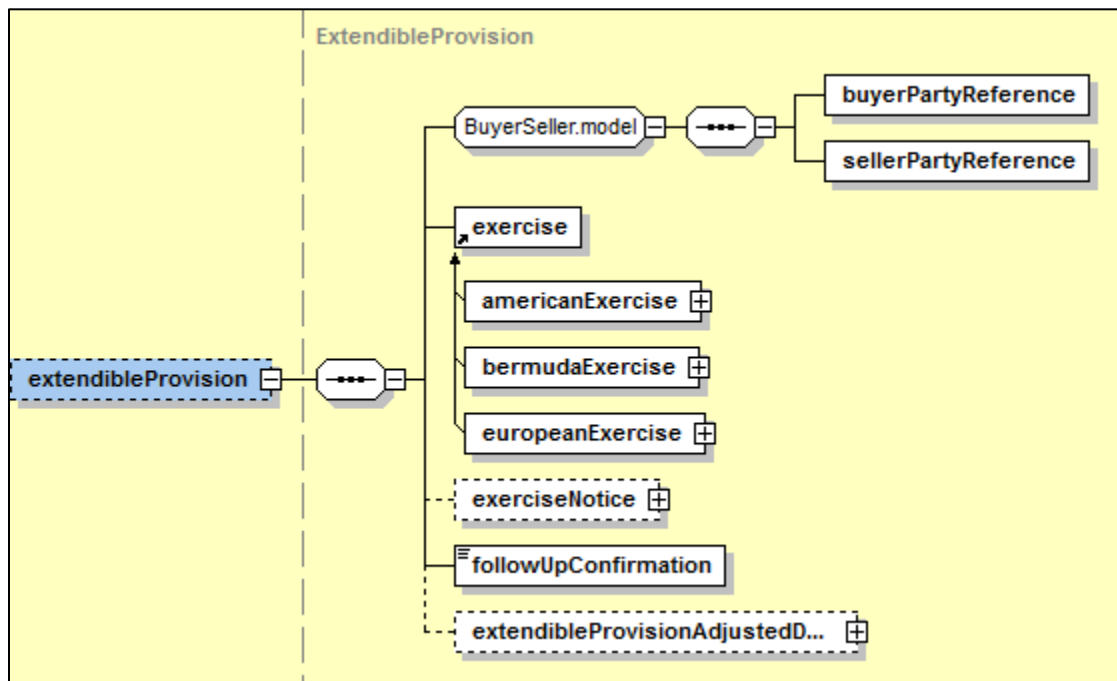 ExtendibleProvision
BuyerSeller.model
buyerPartyReference
sellerPartyReference
exercise
americanExercise
bermudaExercise
extendibleProvision
europeanExercise
exerciseNotice
followUpConfirmation
extendibleProvisionAdjustedD...